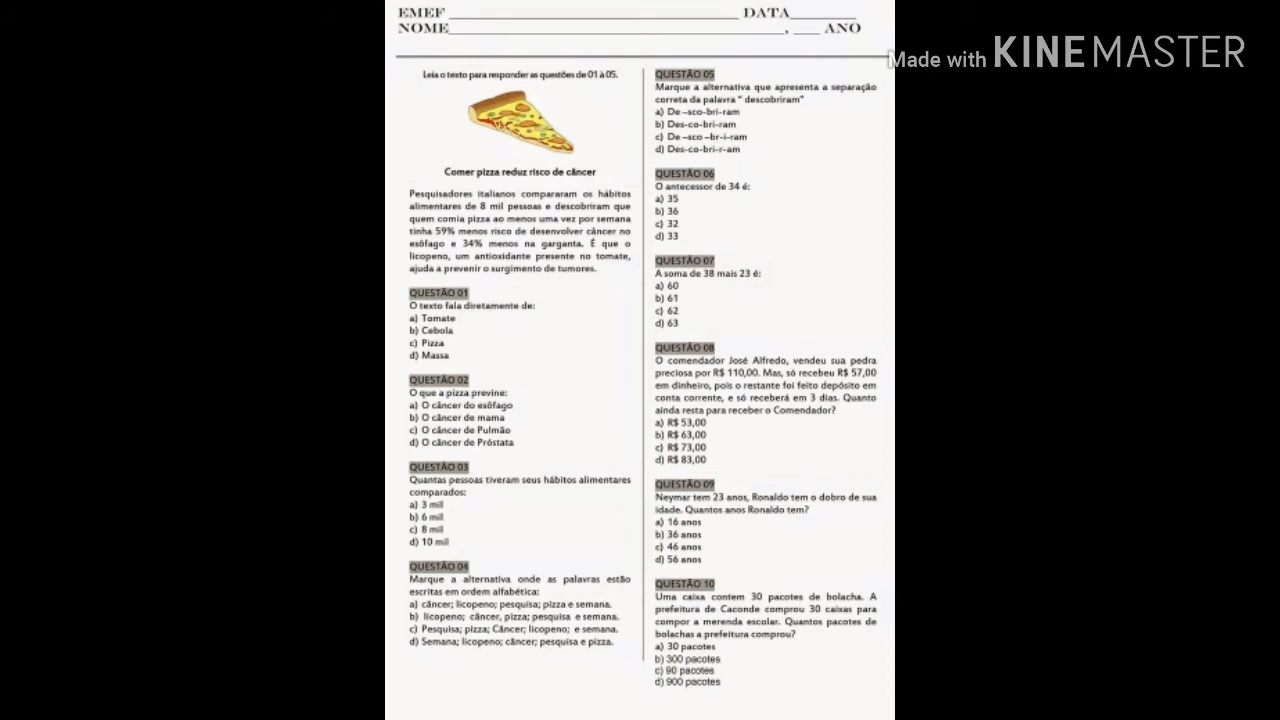 EMEF ________________ DATA________
NOME________________, ____ ANO
Made with KINEMASTER
Leia o texto para responder as questões de 01 à 05.
Comer pizza reduz risco de câncer
Pesquisadores italianos compararam os hábitos
alimentares de 8 mil pessoas e descobriram que
quem comia pizza ao menos uma vez por semana
tinha 59% menos risco de desenvolver câncer no
esôfago e 34% menos na garganta. É que o
licopeno, um antioxidante presente no tomate,
ajuda a prevenir o surgimento de tumores.
QUESTÃO 01
O texto fala diretamente de:
a) Tomate
b) Cebola
c) Pizza
d) Massa
QUESTÃO 02
O que a pizza previne:
a) O câncer do esôfago
b) O câncer de mama
c) O câncer de Pulmão
d) O câncer de Próstata
QUESTÃO 03
Quantas pessoas tiveram seus hábitos alimentares
comparados:
a) 3 mil
b) 6 mil
c) 8 mil
d) 10 mil
QUESTÃO 04
Marque a alternativa onde as palavras estão
escritas em ordem alfabética:
a) câncer; licopeno; pesquisa; pizza e semana.
b) licopeno; câncer, pizza; pesquisa e semana.
c) Pesquisa; pizza; Câncer; licopeno; e semana.
d) Semana; licopeno; câncer; pesquisa e pizza.
QUESTÃO 05
Marque a alternativa que apresenta a separação
correta da palavra " descobriram"
a) De –sco-bri-ram
b) Des-co-bri-ram
c) De –sco –br-i-ram
d) Des-co-bri-r-am
QUESTÃO 06
O antecessor de 34 é:
a) 35
b) 36
c) 32
d) 33
QUESTÃO 07
A soma de 38 mais 23 é:
a) 60
b) 61
c) 62
d) 63
QUESTÃO 08
O comendador José Alfredo, vendeu sua pedra
preciosa por R$ 110,00. Mas, só recebeu R$ 57,00
em dinheiro, pois o restante foi feito depósito em
conta corrente, e só receberá em 3 dias. Quanto
ainda resta para receber o Comendador?
a) R$ 53,00
b) R$ 63,00
c) R$ 73,00
d) R$ 83,00
QUESTÃO 09
Neymar tem 23 anos, Ronaldo tem o dobro de sua
idade. Quantos anos Ronaldo tem?
a) 16 anos
b) 36 anos
c) 46 anos
d) 56 anos
QUESTÃO 10
Uma caixa contem 30 pacotes de bolacha. A
prefeitura de Caconde comprou 30 caixas para
compor a merenda escolar. Quantos pacotes de
bolachas a prefeitura comprou?
a) 30 pacotes
b) 300 pacotes
c) 90 pacotes
d) 900 pacotes